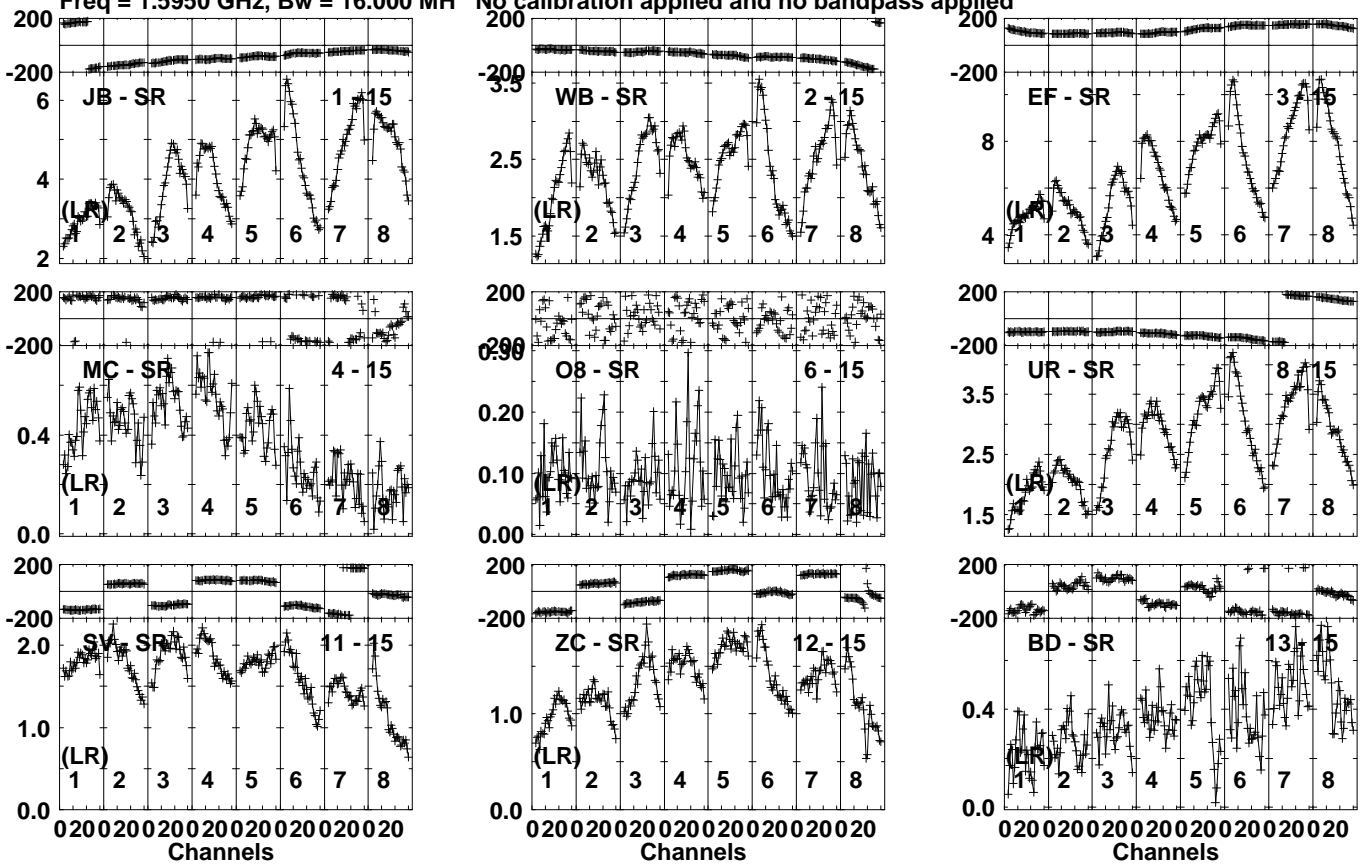 Freq = 1.5950 GHz, Bw = 16.000 MH No calibration applied and no bandpass applied
200
-200
6
4
2
JB - SR
1 - 15
(LR)
1 2 3 4 5 6 7 8
-200
3.5
2.5
1.5
WB - SR
2 - 15
(LR)
1 2 3 4 5 6 7 8
200
-200
8
4
EF - SR
3 - 15
(LR)
1 2 3 4 5 6 7 8
200
-200
0.4
0.0
MC - SR
4 - 15
(LR)
1 2 3 4 5 6 7 8
200
-200
0.30
0.20
0.10
0.00
O8 - SR
6 - 15
(LR)
1 2 3 4 5 6 7 8
200
-200
3.5
2.5
1.5
UR - SR
8 - 15
(LR)
1 2 3 4 5 6 7 8
200
-200
2.0
1.0
0.0
SV - SR
11 - 15
(LR)
1 2 3 4 5 6 7 8
0 20 0 20 0 20 0 20 0 20 0 20 0 20 0 20
Channels
200
-200
1.0
0.0
ZC - SR
12 - 15
(LR)
1 2 3 4 5 6 7 8
0 20 0 20 0 20 0 20 0 20 0 20 0 20 0 20
Channels
200
-200
0.4
0.0
BD - SR
13 - 15
(LR)
1 2 3 4 5 6 7 8
0 20 0 20 0 20 0 20 0 20 0 20 0 20 0 20
Channels